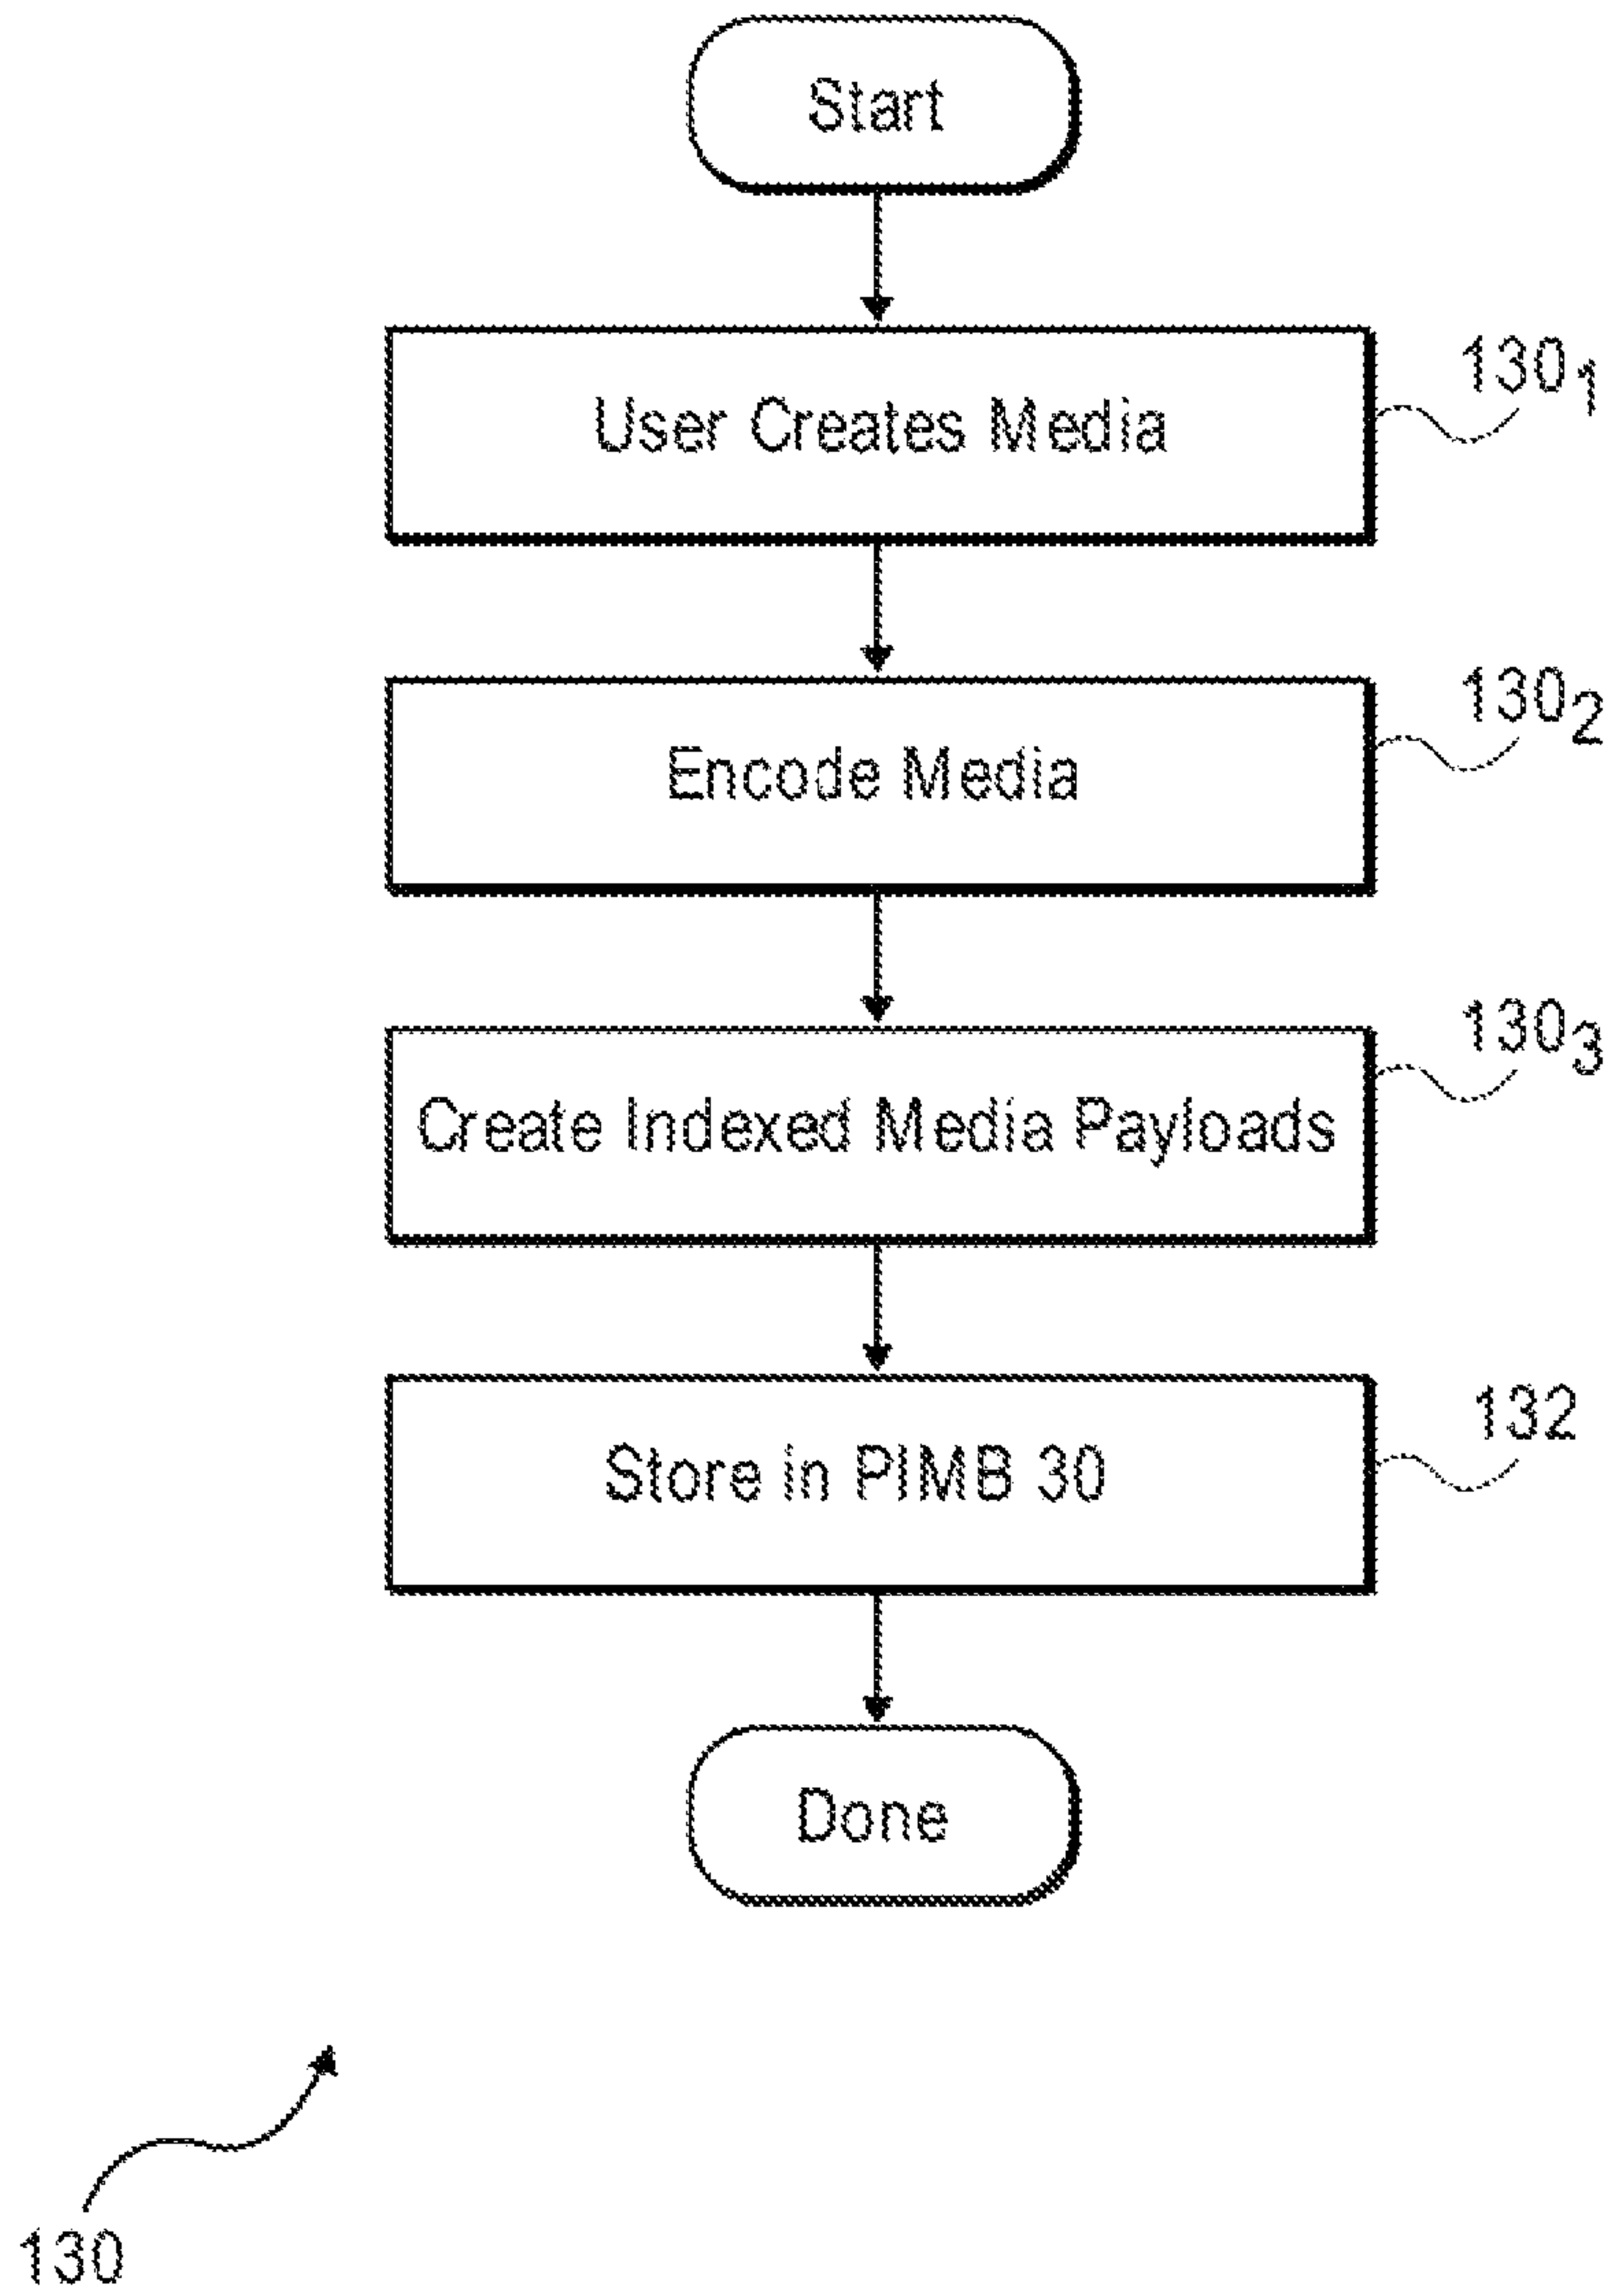 Start
User Creates Media
130₁
Encode Media
130₂
Create Indexed Media Payloads
130₃
Store in PIMB 30
132
Done
130